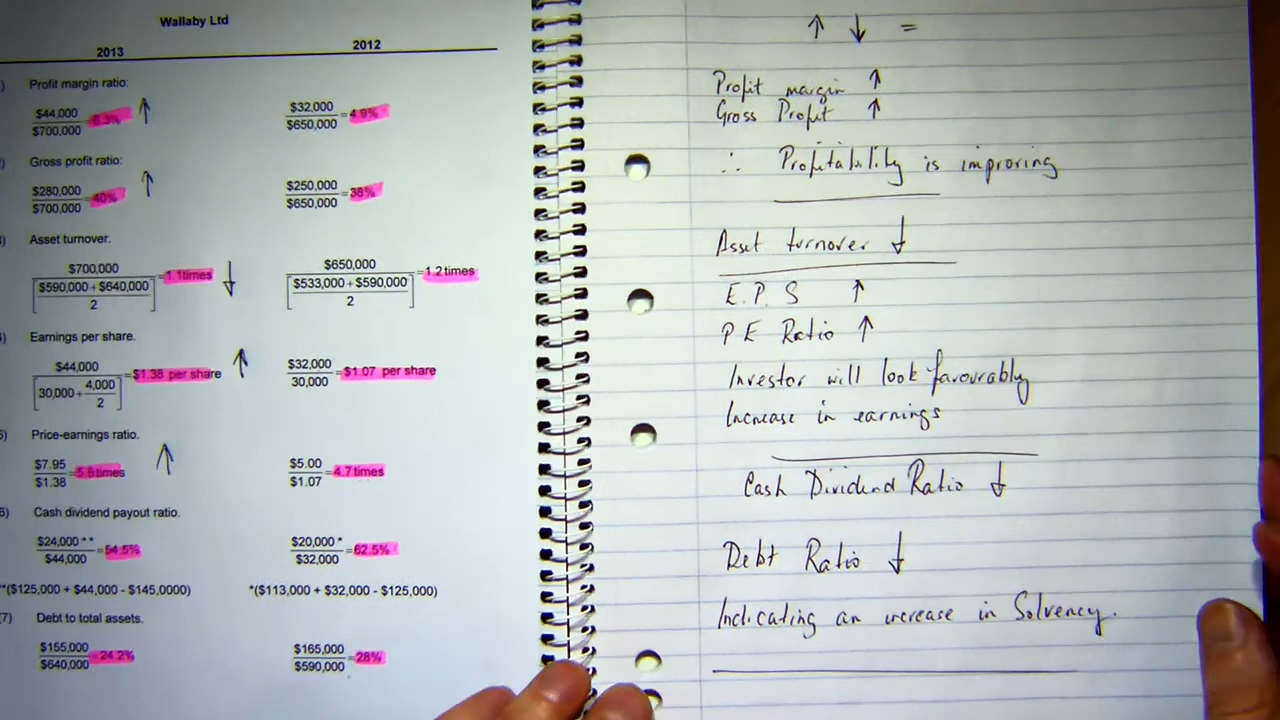 Wallaby Ltd
2013 2012
) Profit margin ratio:
$44,000 / $700,000 = 6.3% ↑ $32,000 / $650,000 = 4.9%
) Gross profit ratio:
$280,000 / $700,000 = 40% ↑ $250,000 / $650,000 = 38%
) Asset turnover.
$700,000 / [($590,000 + $640,000) / 2] = 1.1times ↓ $650,000 / [($533,000 + $590,000) / 2] = 1.2times
) Earnings per share.
$44,000 / [30,000 + 4,000 / 2] = $1.38 per share ↑ $32,000 / 30,000 = $1.07 per share
5) Price-earnings ratio.
$7.95 / $1.38 = 5.8times ↑ $5.00 / $1.07 = 4.7 times
6) Cash dividend payout ratio.
$24,000 ** / $44,000 = 54.5% $20,000 * / $32,000 = 62.5%
**($125,000 + $44,000 - $145,0000) *($113,000 + $32,000 - $125,000)
(7) Debt to total assets.
$155,000 / $640,000 = 24.2% $165,000 / $590,000 = 28%
↑ ↓ =
Profit margin ↑
Gross Profit ↑
∴ Profitability is improving
Asset turnover ↓
E.P.S ↑
PE Ratio ↑
Investor will look favourably
Increase in earnings
Cash Dividend Ratio ↓
Debt Ratio ↓
Indicating an increase in Solvency.